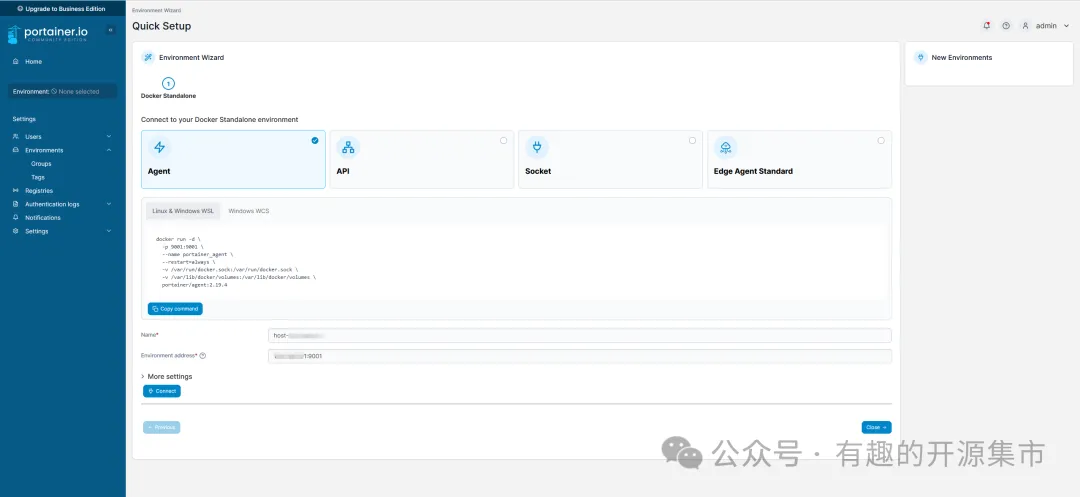 Upgrade to Business Edition
portainer.io
COMMUNITY EDITION
Home
Environment: None selected
Settings
Users
Environments
Groups
Tags
Registries
Authentication logs
Notifications
Settings
Environment Wizard
Quick Setup
admin
Environment Wizard
1
Docker Standalone
Connect to your Docker Standalone environment
Agent
API
Socket
Edge Agent Standard
Linux & Windows WSL
Windows WCS
docker run -d \
-p 9001:9001 \
--name portainer_agent \
--restart=always \
-v /var/run/docker.sock:/var/run/docker.sock \
-v /var/lib/docker/volumes:/var/lib/docker/volumes \
portainer/agent:2.19.4
Copy command
Name*
host-
Environment address*
1:9001
More settings
Connect
Previous
Close
New Environments
公众号 · 有趣的开源集市